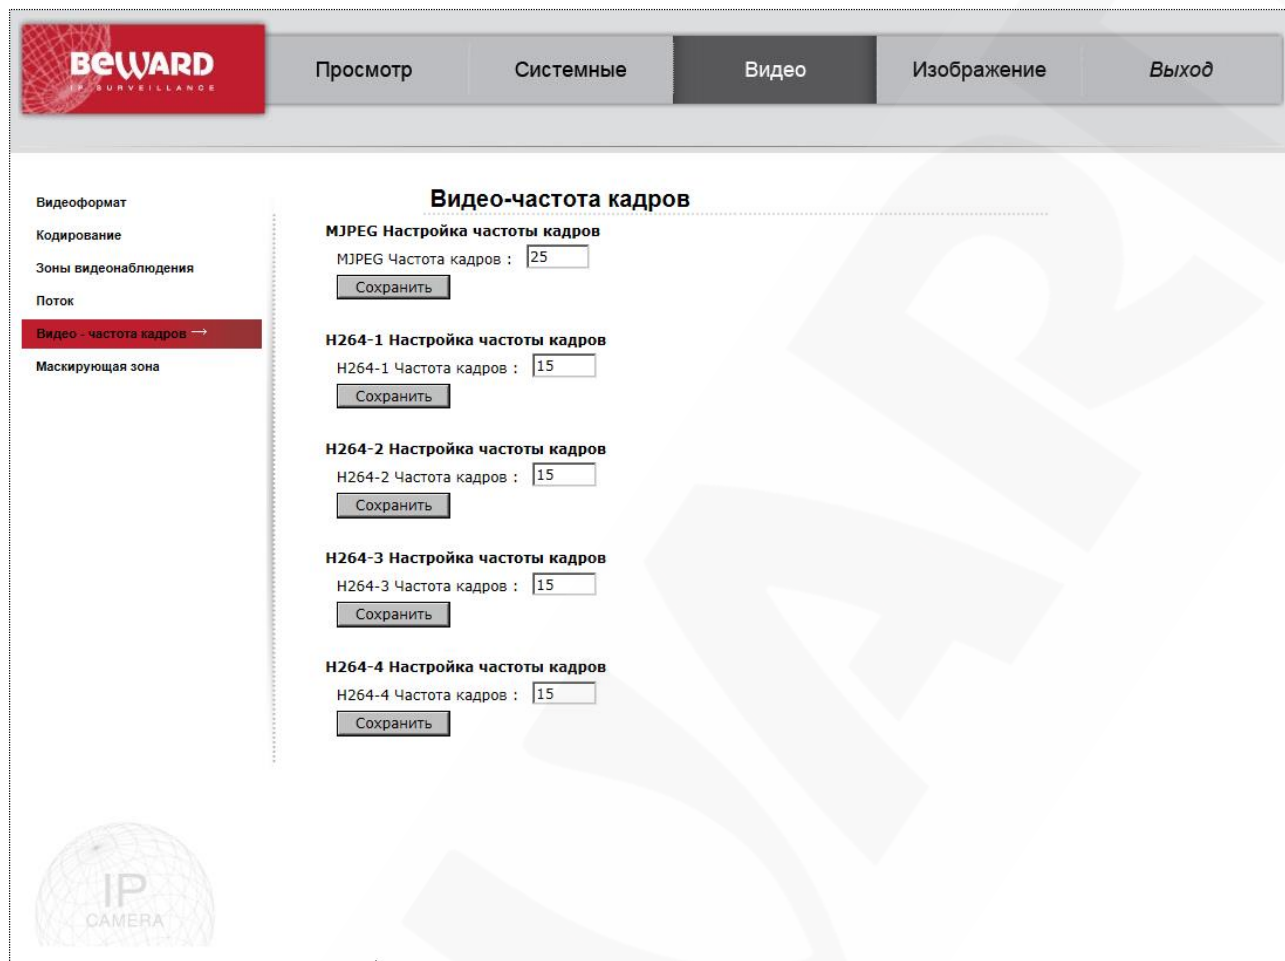 BEWARD
IP SURVEILLANCE
Просмотр
Системные
Видео
Изображение
Выход
Видеоформат
Кодирование
Зоны видеонаблюдения
Поток
Видео - частота кадров →
Маскирующая зона
Видео-частота кадров
MJPEG Настройка частоты кадров
MJPEG Частота кадров : 25
Сохранить
H264-1 Настройка частоты кадров
H264-1 Частота кадров : 15
Сохранить
H264-2 Настройка частоты кадров
H264-2 Частота кадров : 15
Сохранить
H264-3 Настройка частоты кадров
H264-3 Частота кадров : 15
Сохранить
H264-4 Настройка частоты кадров
H264-4 Частота кадров : 15
Сохранить
IP
CAMERA